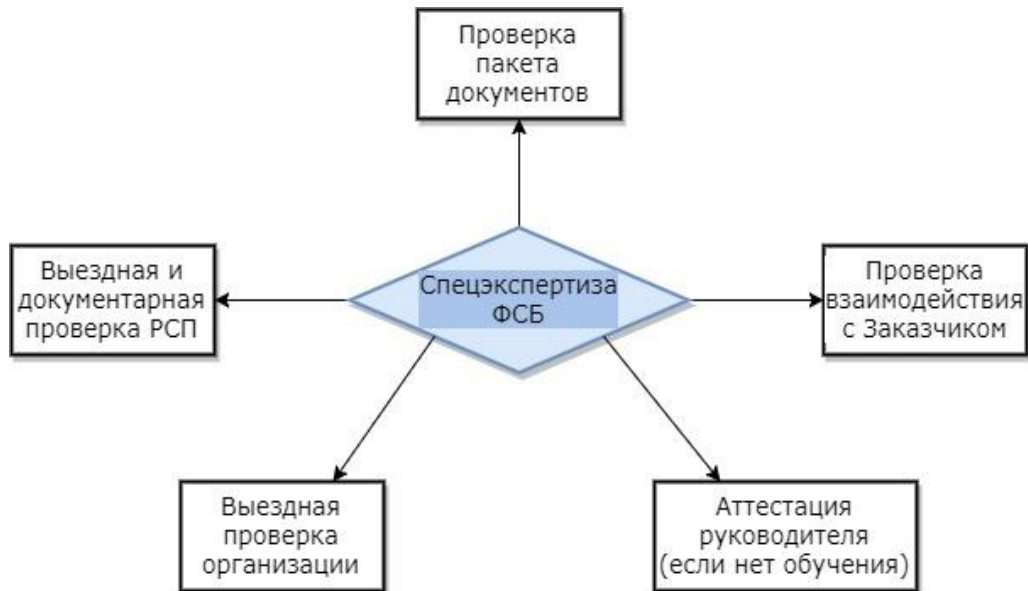 Проверка
пакета
документов
Выездная и
документарная
проверка РСП
Спецэкспертиза
ФСБ
Проверка
взаимодействия
с Заказчиком
Выездная
проверка
организации
Аттестация
руководителя
(если нет обучения)